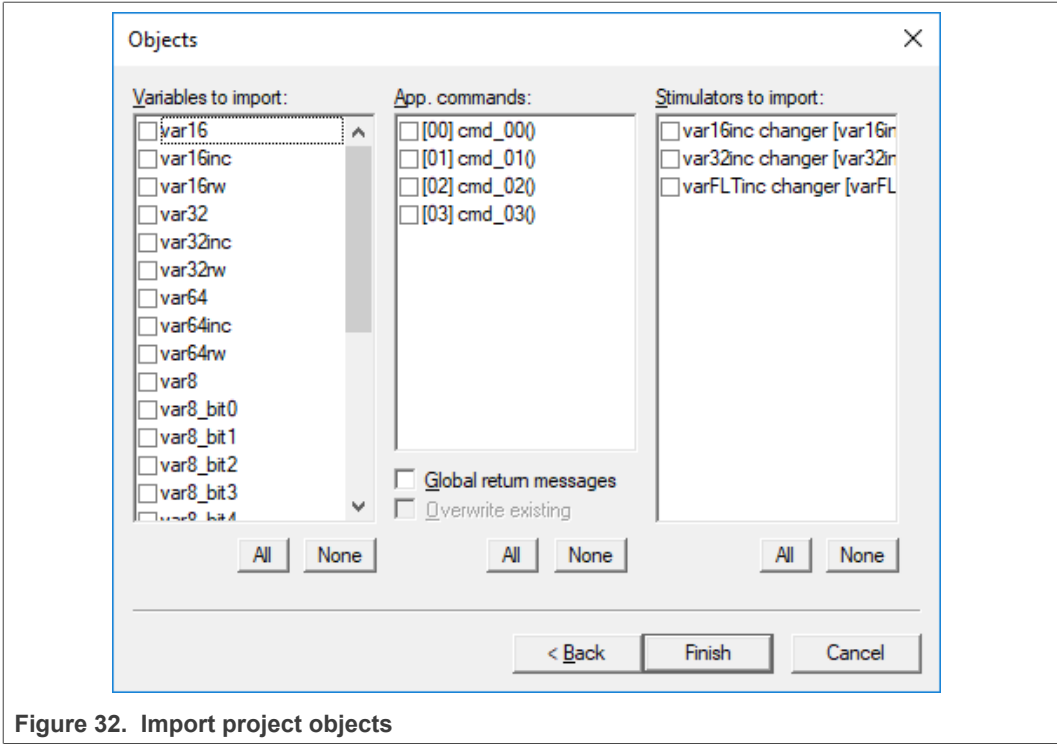 Objects
Variables to import:
var16
var16inc
var16rw
var32
var32inc
var32rw
var64
var64inc
var64rw
var8
var8_bit0
var8_bit1
var8_bit2
var8_bit3
var8_bit4
All None
App. commands:
[00] cmd_00()
[01] cmd_01()
[02] cmd_02()
[03] cmd_03()
Global return messages
Overwrite existing
All None
Stimulators to import:
var16inc changer [var16in
var32inc changer [var32in
varFLTinc changer [varFL
All None
< Back Finish Cancel
Figure 32. Import project objects